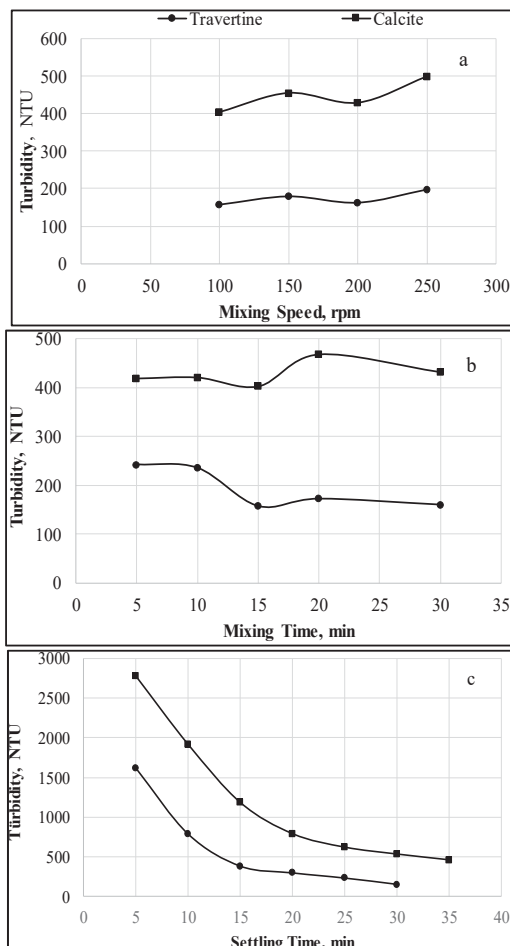 Travertine Calcite
a
600
500
400
300
200
100
0
Turbidity, NTU
0 50 100 150 200 250 300
Mixing Speed, rpm
b
500
400
300
200
100
0
Turbidity, NTU
0 5 10 15 20 25 30 35
Mixing Time, min
c
3000
2500
2000
1500
1000
500
0
Türbidity, NTU
0 5 10 15 20 25 30 35 40
Settling Time, min